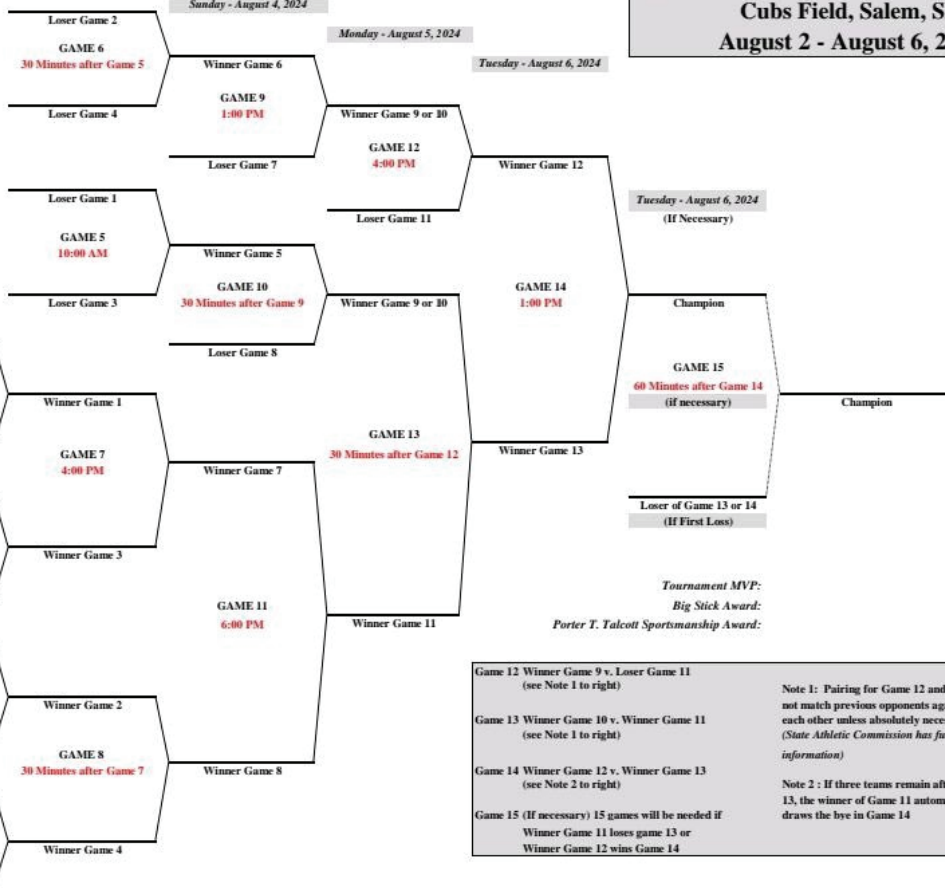 Sunday - August 4, 2024
Cubs Field, Salem, S
August 2 - August 6, 2
Monday - August 5, 2024
Tuesday - August 6, 2024
Loser Game 2
GAME 6
30 Minutes after Game 5
Loser Game 4
Winner Game 6
GAME 9
1:00 PM
Loser Game 7
Winner Game 9 or 10
GAME 12
4:00 PM
Loser Game 11
Winner Game 12
Loser Game 1
GAME 5
10:00 AM
Loser Game 3
Winner Game 5
GAME 10
30 Minutes after Game 9
Loser Game 8
Winner Game 9 or 10
GAME 14
1:00 PM
Tuesday - August 6, 2024
(If Necessary)
Champion
GAME 15
60 Minutes after Game 14
(if necessary)
Champion
Loser of Game 13 or 14
(If First Loss)
Winner Game 1
GAME 7
4:00 PM
Winner Game 3
Winner Game 7
GAME 13
30 Minutes after Game 12
Winner Game 13
GAME 11
6:00 PM
Winner Game 11
Winner Game 2
GAME 8
30 Minutes after Game 7
Winner Game 4
Winner Game 8
Tournament MVP:
Big Stick Award:
Porter T. Talcott Sportsmanship Award:
Game 12 Winner Game 9 v. Loser Game 11
(see Note 1 to right)
Game 13 Winner Game 10 v. Winner Game 11
(see Note 1 to right)
Game 14 Winner Game 12 v. Winner Game 13
(see Note 2 to right)
Game 15 (If necessary) 15 games will be needed if
Winner Game 11 loses game 13 or
Winner Game 12 wins Game 14
Note 1: Pairing for Game 12 and
not match previous opponents ag
each other unless absolutely nece
(State Athletic Commission has fu
information)
Note 2 : If three teams remain aft
13, the winner of Game 11 autom
draws the bye in Game 14